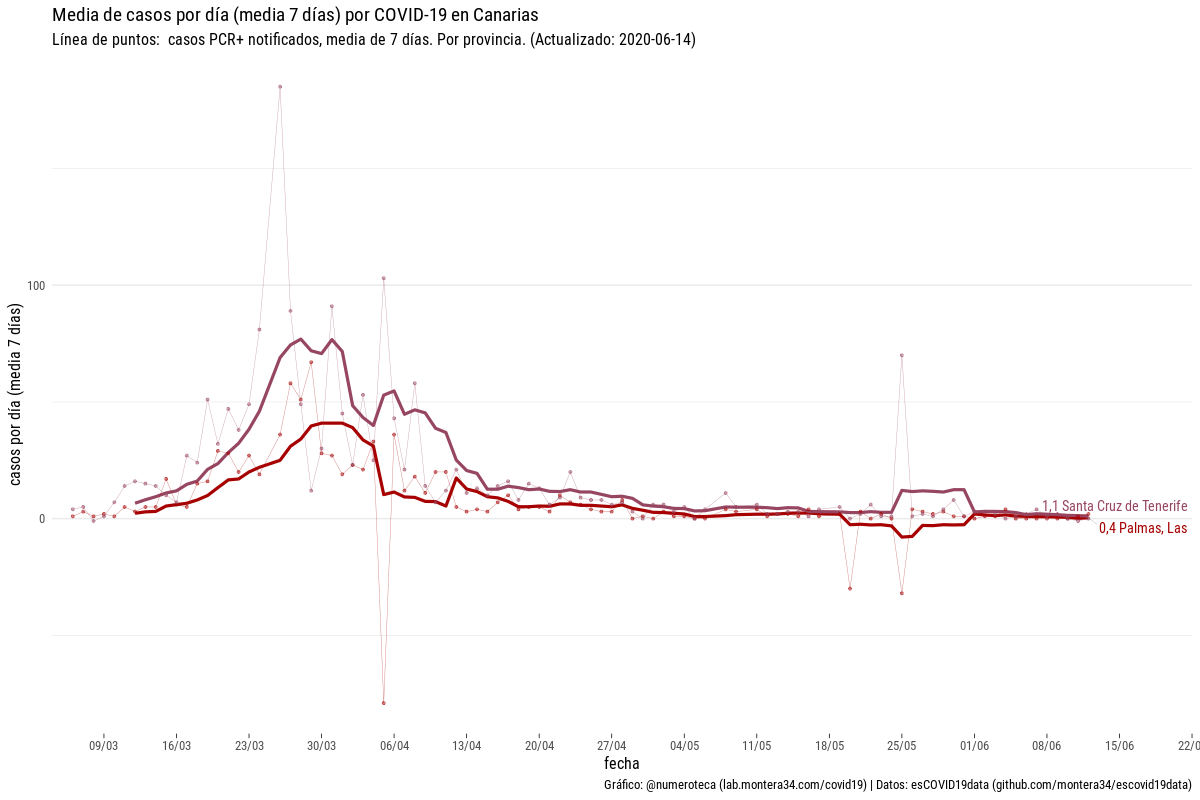 Media de casos por día (media 7 días) por COVID-19 en Canarias
Línea de puntos:  casos PCR+ notificados, media de 7 días. Por provincia. (Actualizado: 2020-06-14)
casos por día (media 7 días)
100
0
1,1 Santa Cruz de Tenerife
0,4 Palmas, Las
09/03 16/03 23/03 30/03 06/04 13/04 20/04 27/04 04/05 11/05 18/05 25/05 01/06 08/06 15/06 22/0
fecha
Gráfico: @numeroteca (lab.montera34.com/covid19) | Datos: esCOVID19data (github.com/montera34/escovid19data)